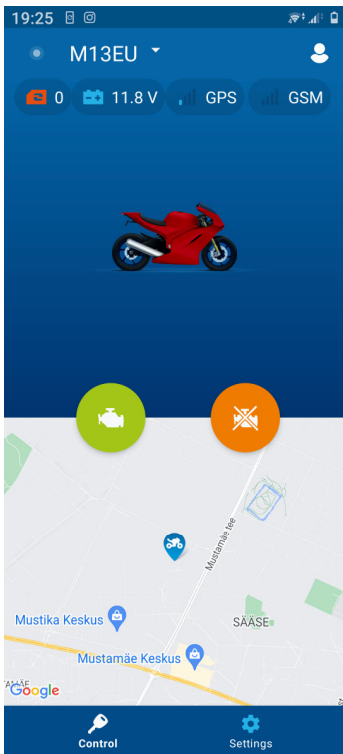 19:25
M13EU
0 11.8 V GPS GSM
Mustamäe tee
Mustika Keskus
SÄÄSE
Mustamäe Keskus
Google
Control Settings